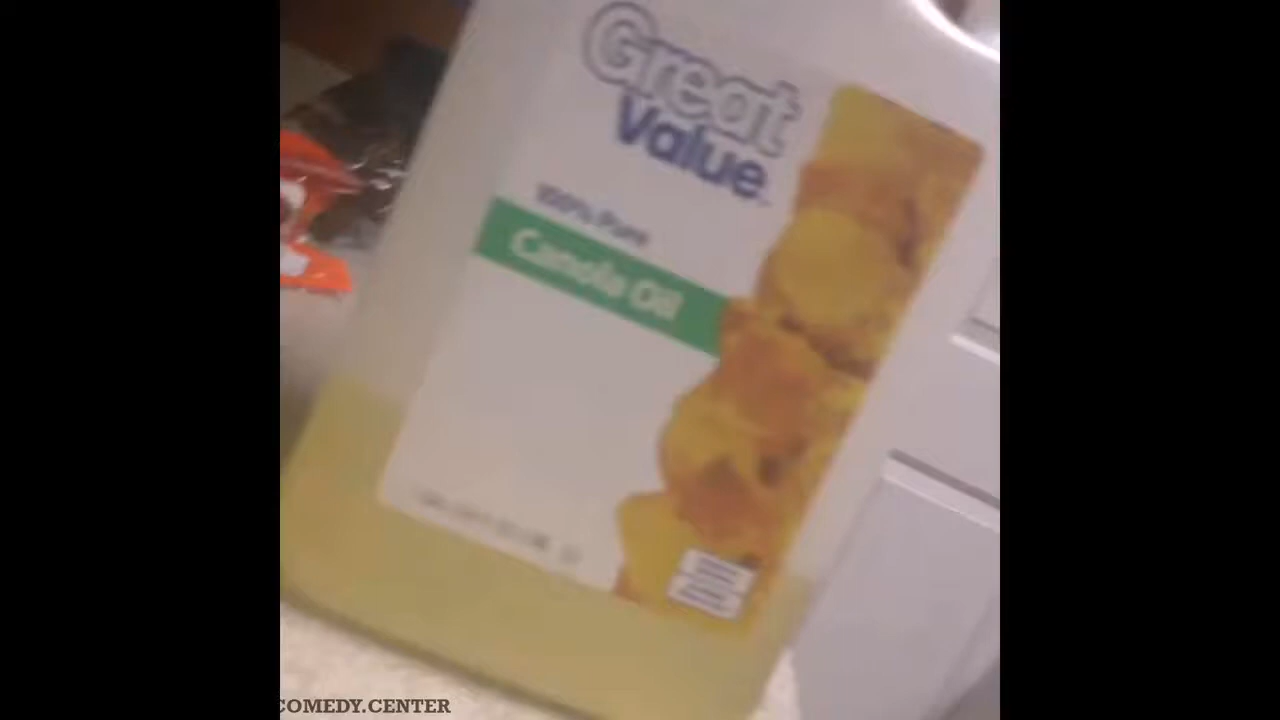 Great
Value
100% Pure
Canola Oil
COMEDY.CENTER